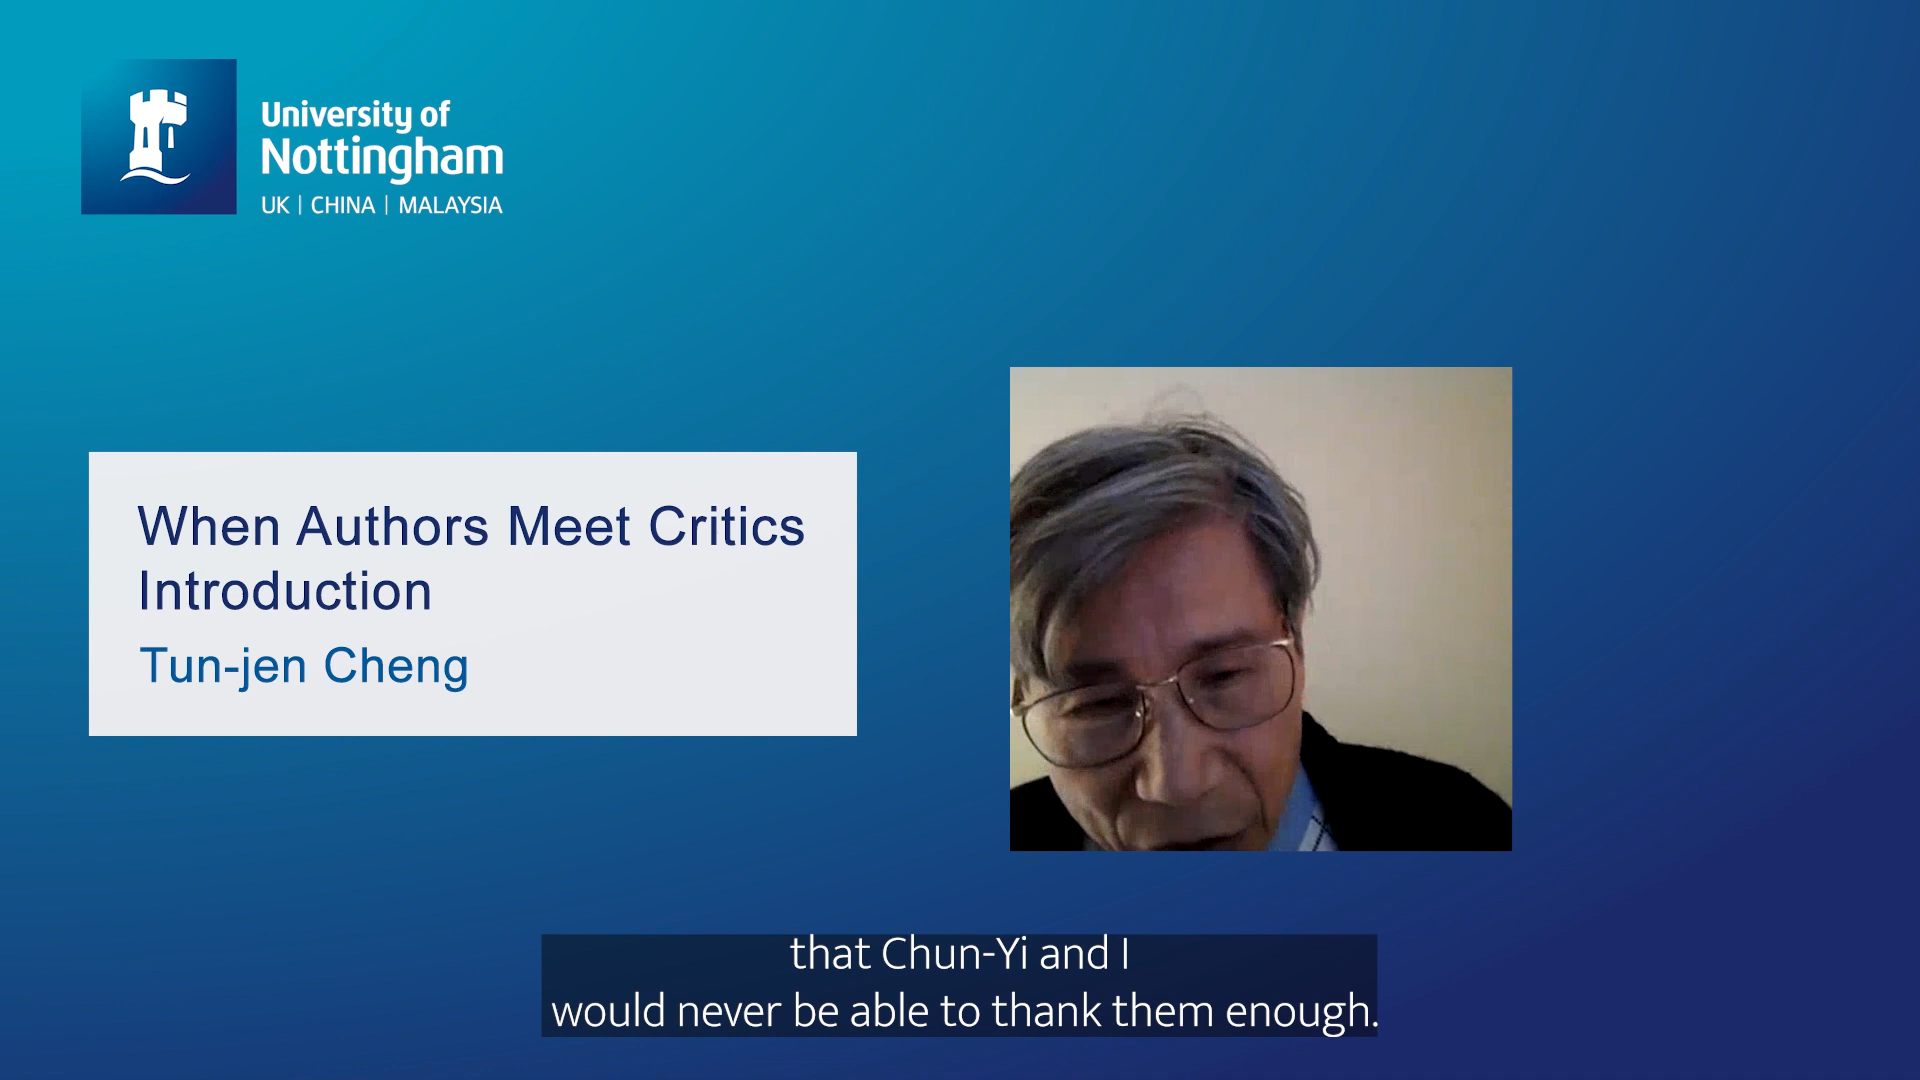 University of
Nottingham
UK | CHINA | MALAYSIA
When Authors Meet Critics
Introduction
Tun-jen Cheng
that Chun-Yi and I
would never be able to thank them enough.